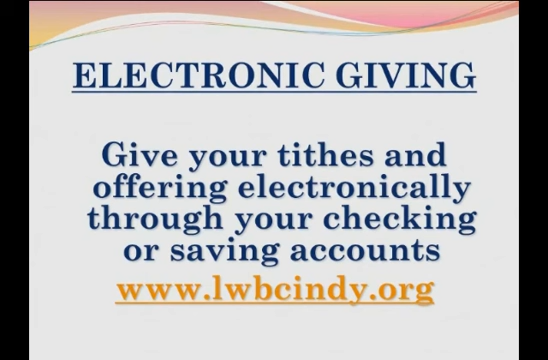 ELECTRONIC GIVING
Give your tithes and
offering electronically
through your checking
or saving accounts
www.lwbcindy.org